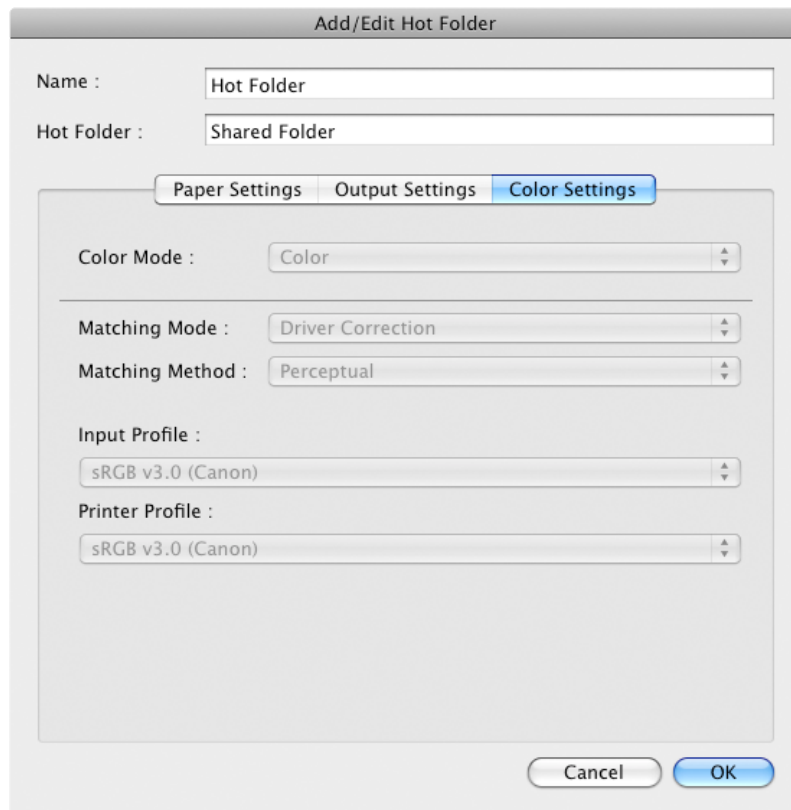 Add/Edit Hot Folder
Name : Hot Folder
Hot Folder : Shared Folder
Paper Settings Output Settings Color Settings
Color Mode : Color
Matching Mode : Driver Correction
Matching Method : Perceptual
Input Profile :
sRGB v3.0 (Canon)
Printer Profile :
sRGB v3.0 (Canon)
Cancel OK